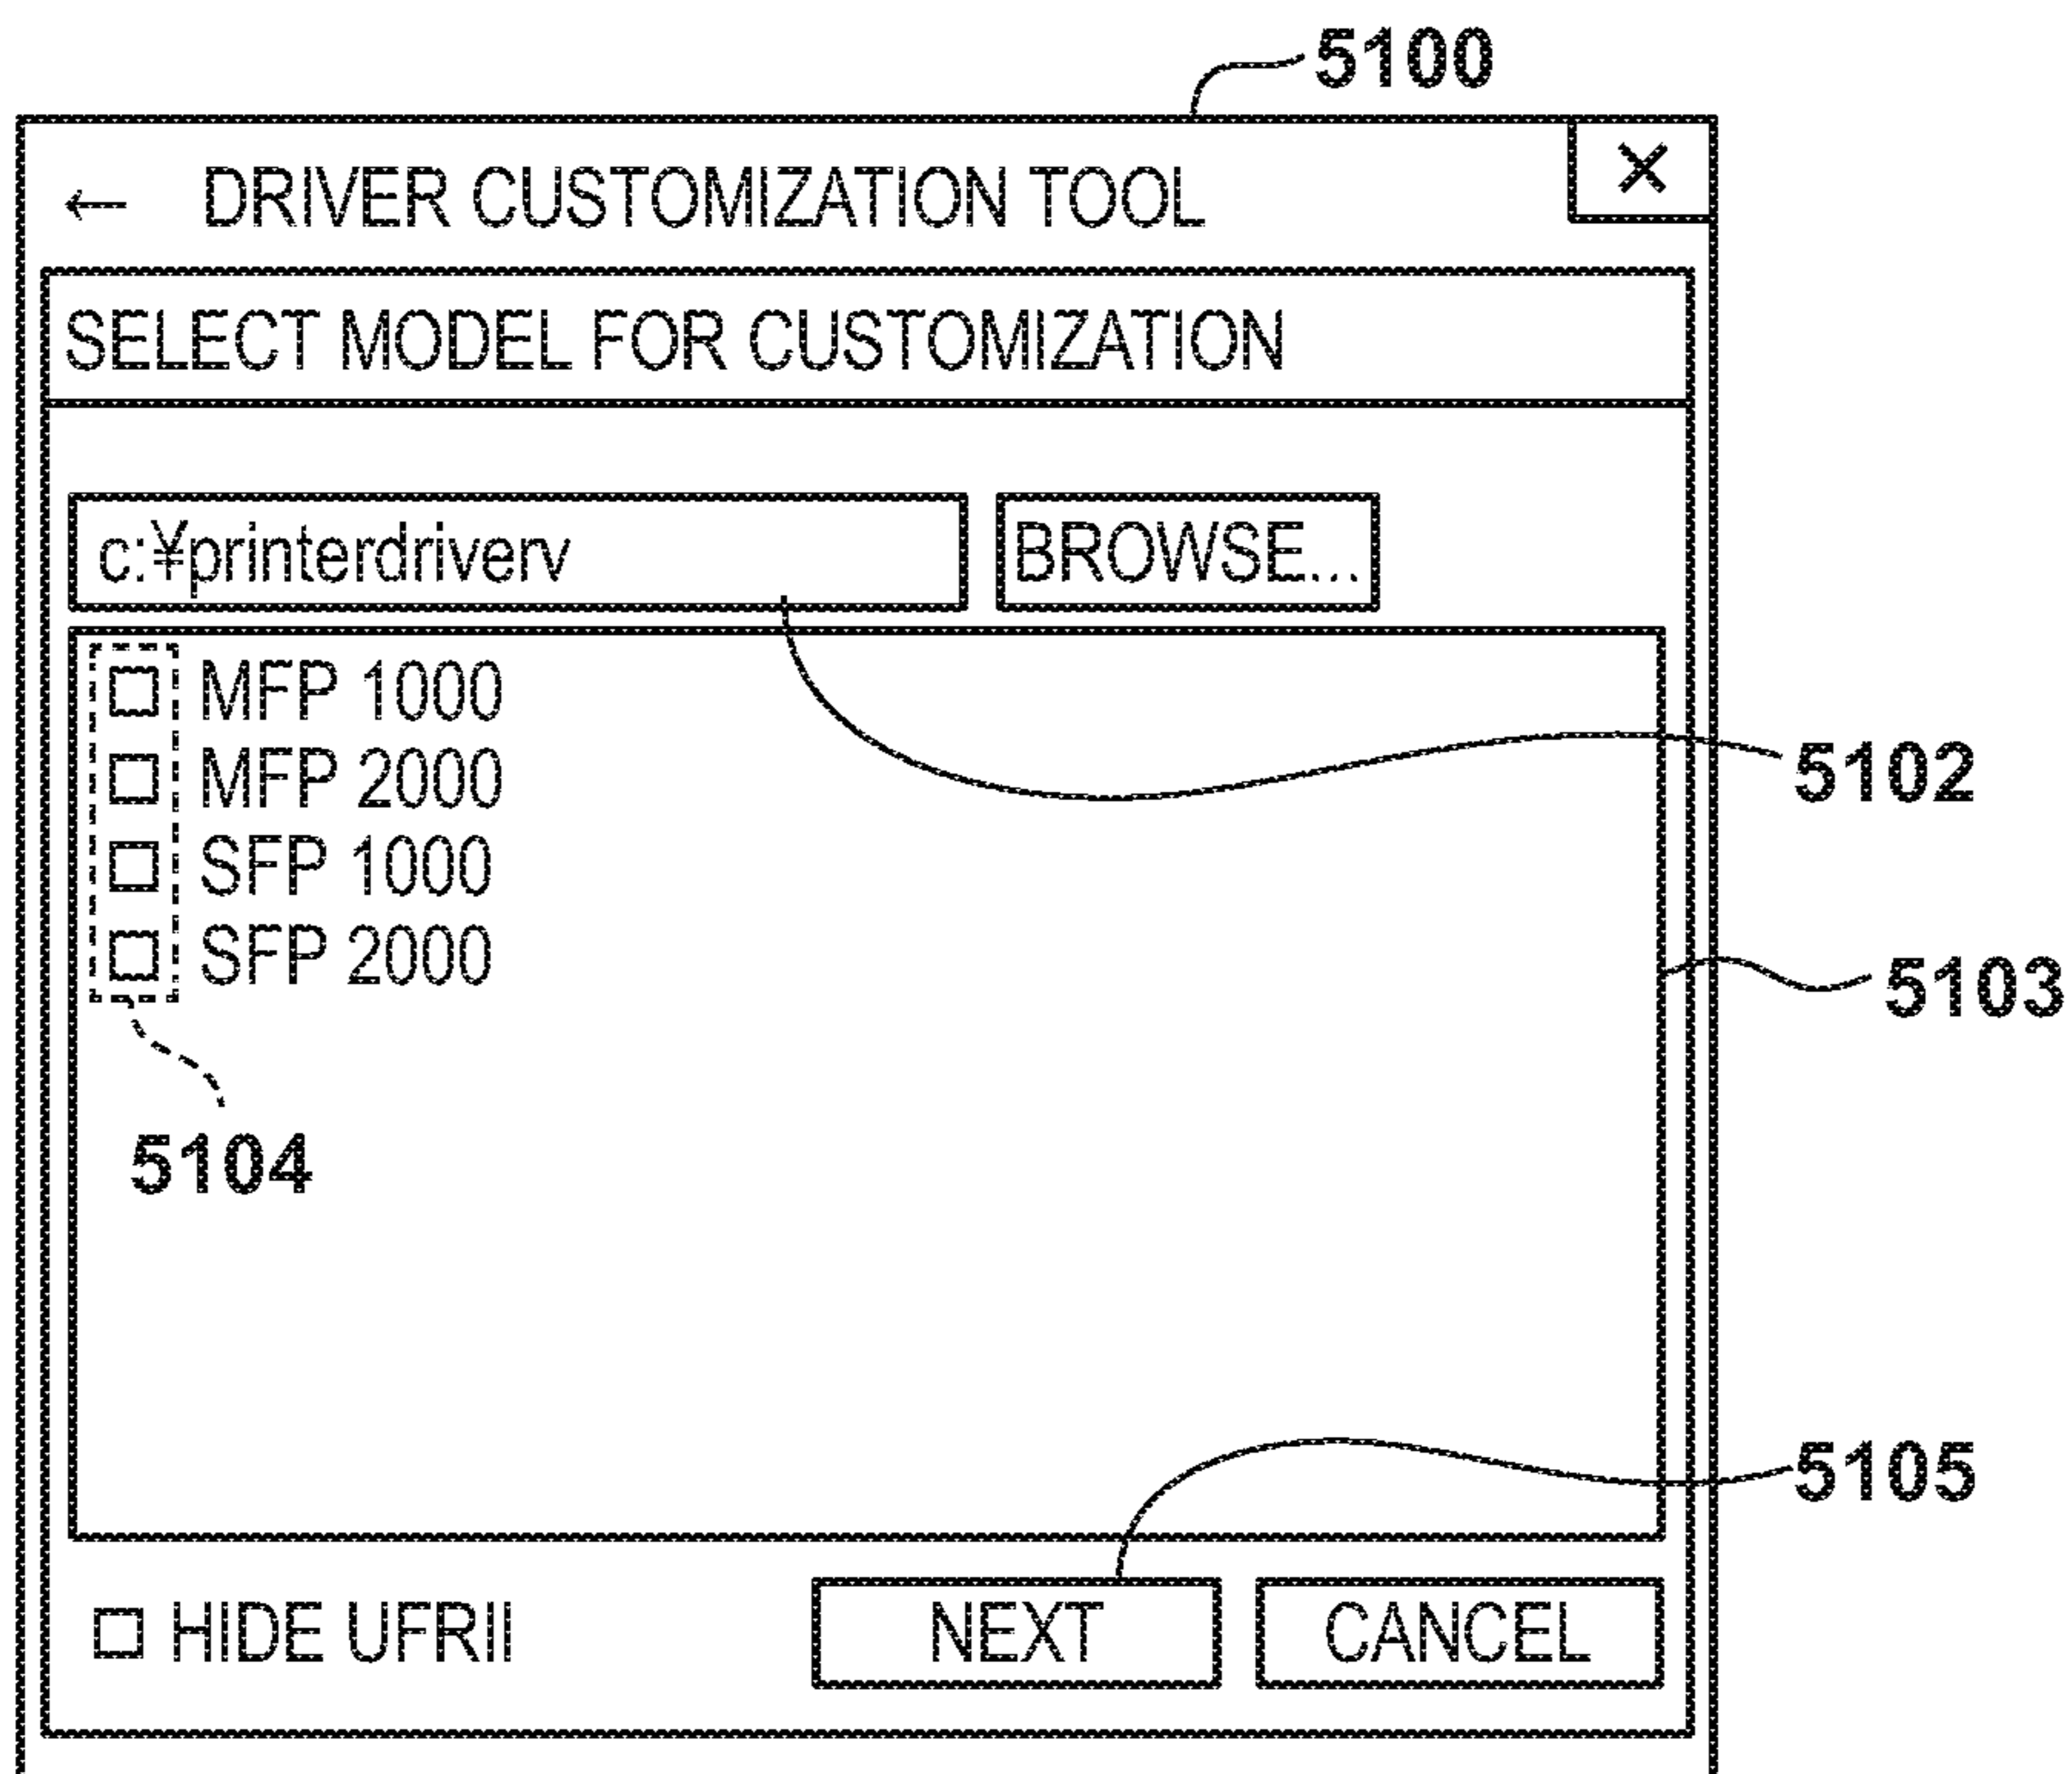 5100
← DRIVER CUSTOMIZATION TOOL ×
SELECT MODEL FOR CUSTOMIZATION
c:¥printerdriverv BROWSE...
MFP 1000
MFP 2000
5102
SFP 1000
SFP 2000
5103
5104
5105
HIDE UFRII NEXT CANCEL